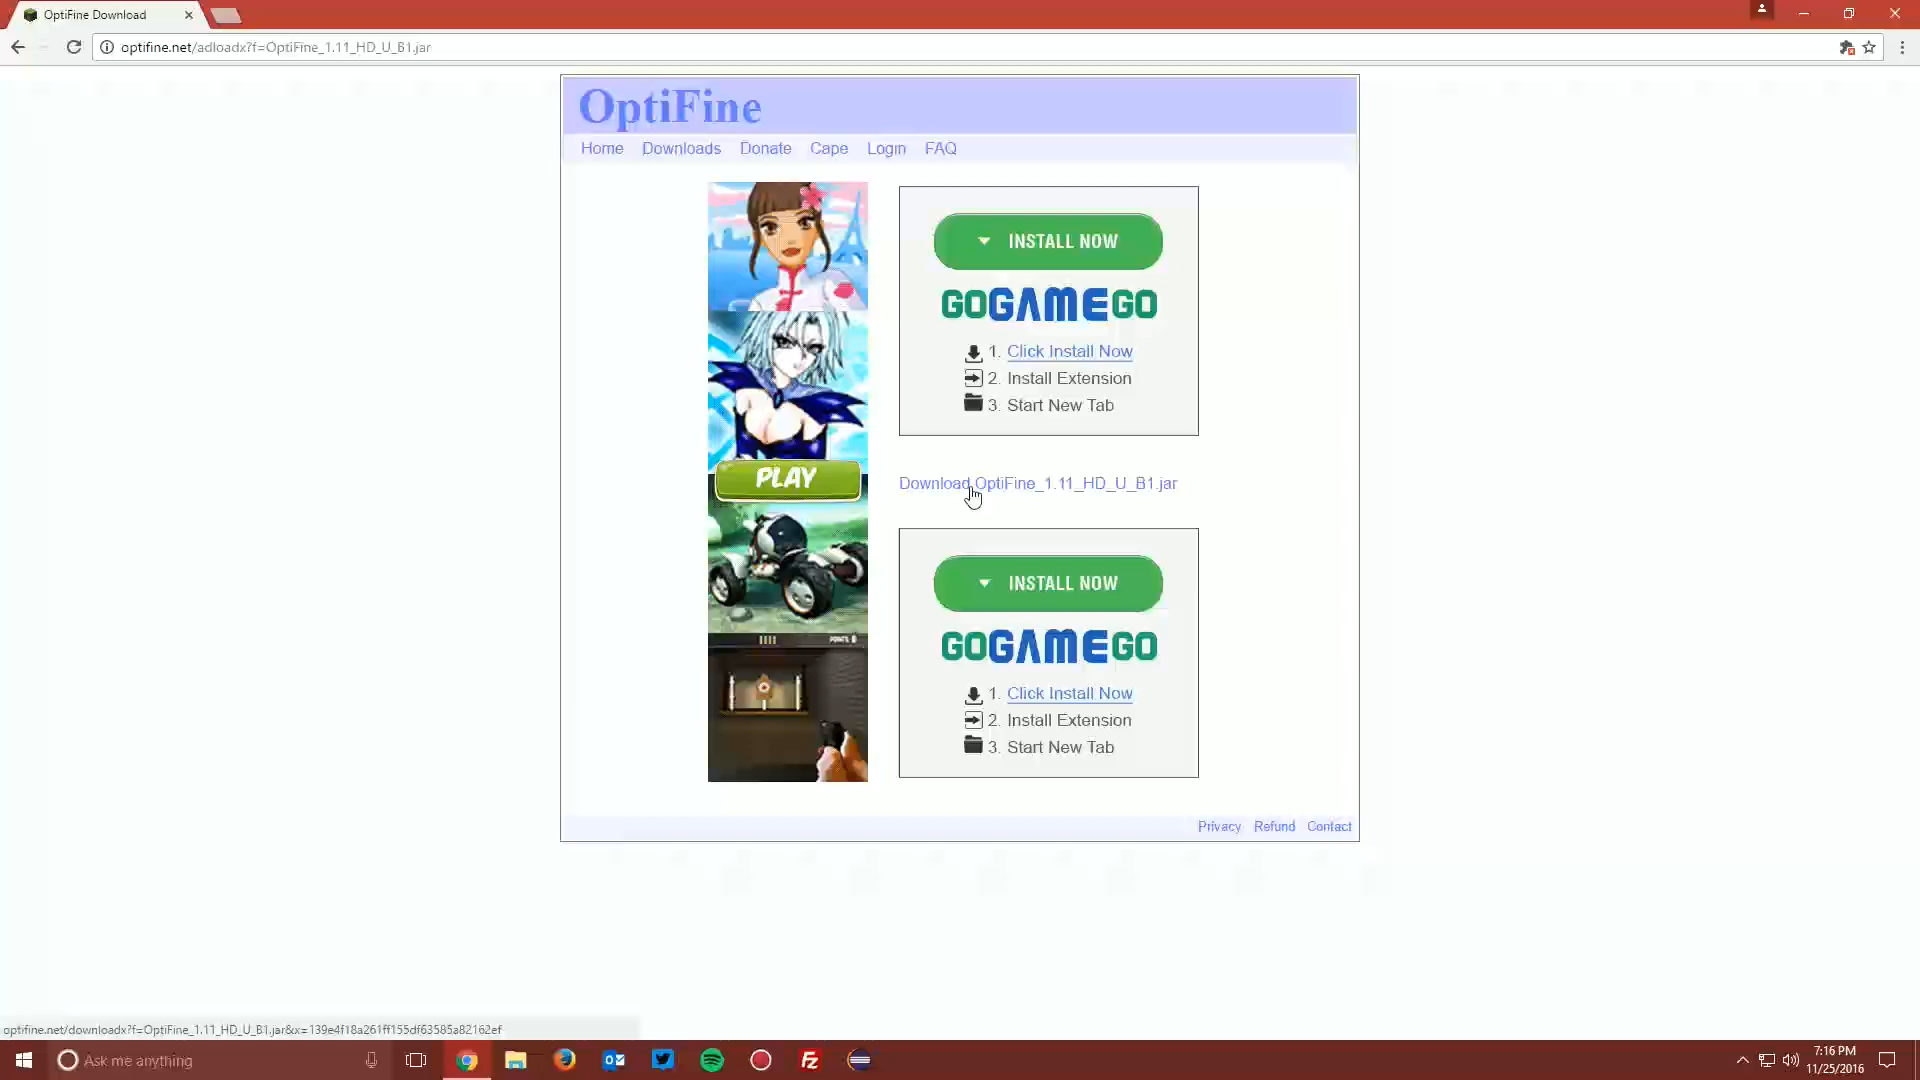 OptiFine Download
optifine.net/adloadx?f=OptiFine_1.11_HD_U_B1.jar
OptiFine
Home Downloads Donate Cape Login FAQ
PLAY
POINTS
INSTALL NOW
GOGAMEGO
1. Click Install Now
2. Install Extension
3. Start New Tab
Download OptiFine_1.11_HD_U_B1.jar
INSTALL NOW
GOGAMEGO
1. Click Install Now
2. Install Extension
3. Start New Tab
Privacy Refund Contact
optifine.net/downloadx?f=OptiFine_1.11_HD_U_B1.jar&x=139e4f18a261ff155df63585a82162ef
Ask me anything
7:16 PM
11/25/2016